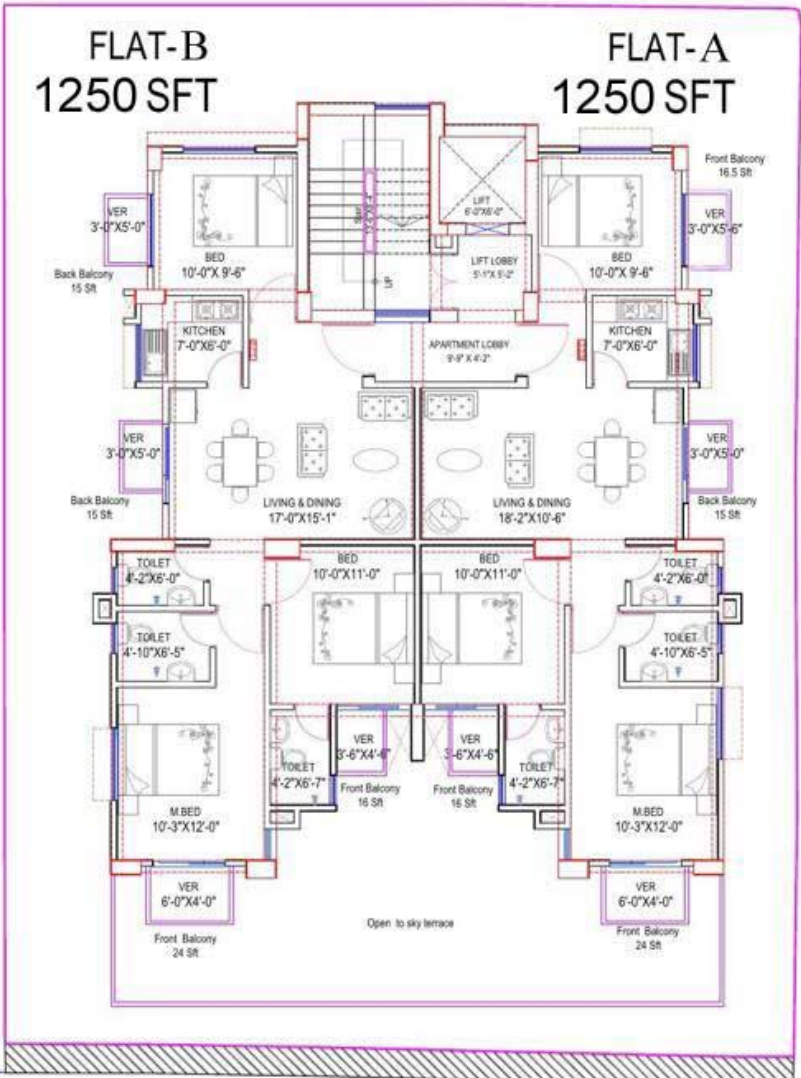 FLAT-B
1250 SFT
FLAT-A
1250 SFT
Front Balcony
16.5 Sft
VER
3'-0"X5'-0"
Back Balcony
15 Sft
BED
10'-0"X 9'-6"
UP
LIFT
6'-0"X6'-0"
LIFT LOBBY
5'-1"X 5'-2"
BED
10'-0"X 9'-6"
VER
3'-0"X5'-6"
KITCHEN
7'-0"X6'-0"
APARTMENT LOBBY
9'-9" X 4'-2"
KITCHEN
7'-0"X6'-0"
VER
3'-0"X5'-0"
Back Balcony
15 Sft
LIVING & DINING
17'-0"X15'-1"
LIVING & DINING
18'-2"X10'-6"
VER
3'-0"X5'-0"
Back Balcony
15 Sft
TOILET
4'-2"X6'-0"
BED
10'-0"X11'-0"
BED
10'-0"X11'-0"
TOILET
4'-2"X6'-0"
TOILET
4'-10"X6'-5"
TOILET
4'-10"X6'-5"
M.BED
10'-3"X12'-0"
TOILET
4'-2"X6'-7"
VER
3'-6"X4'-6"
Front Balcony
16 Sft
VER
3'-6"X4'-6"
Front Balcony
16 Sft
TOILET
4'-2"X6'-7"
M.BED
10'-3"X12'-0"
VER
6'-0"X4'-0"
Front Balcony
24 Sft
Open to sky terrace
VER
6'-0"X4'-0"
Front Balcony
24 Sft